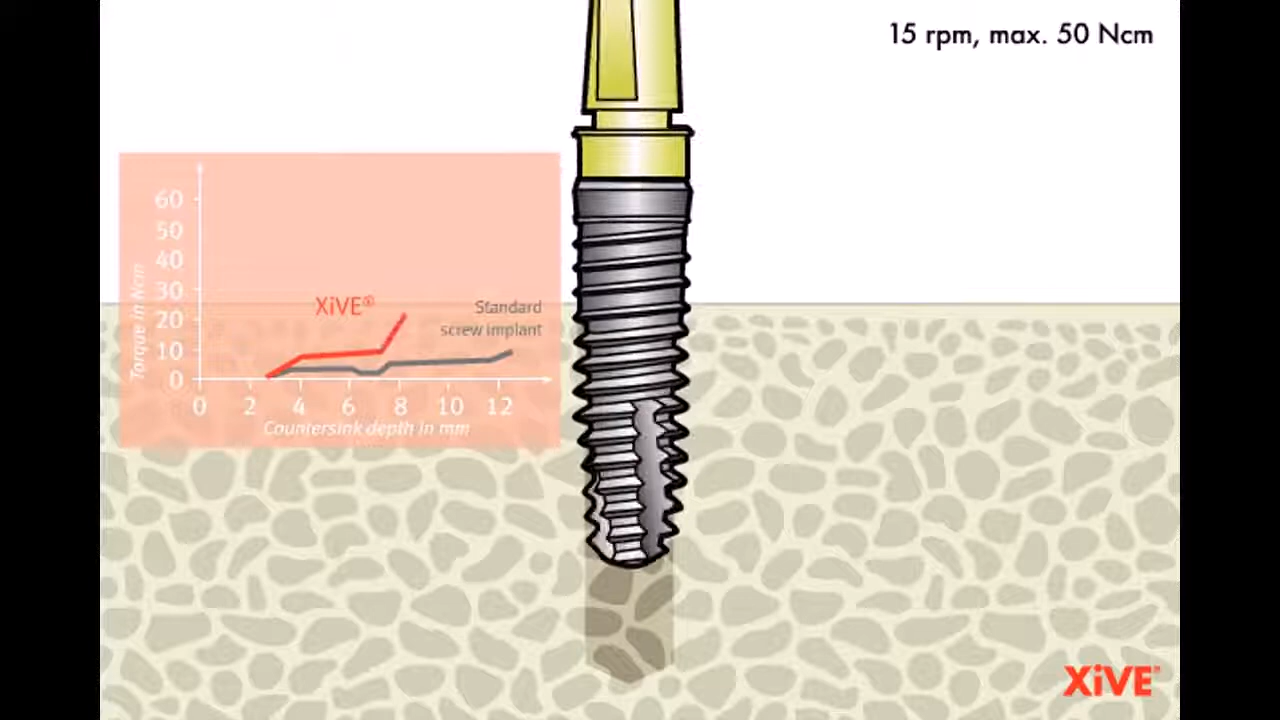 15 rpm, max. 50 Ncm
60
50
40
30
20
10
0
Torque in Ncm
XiVE®
Standard
screw implant
0 2 4 6 8 10 12
Countersink depth in mm
XiVE®